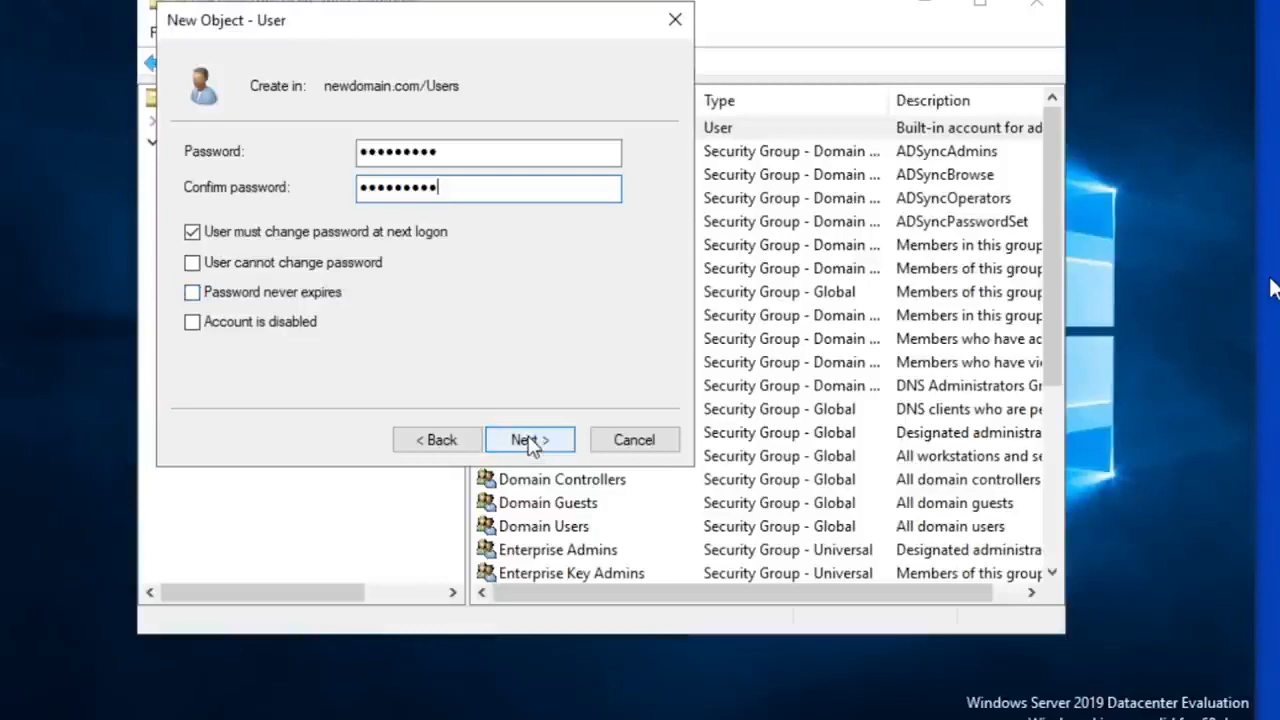 New Object - User
Create in: newdomain.com/Users
Password:
Confirm password:
User must change password at next logon
User cannot change password
Password never expires
Account is disabled
< Back
Next >
Cancel
Type Description
User Built-in account for ad
Security Group - Domain ... ADSyncAdmins
Security Group - Domain ... ADSyncBrowse
Security Group - Domain ... ADSyncOperators
Security Group - Domain ... ADSyncPasswordSet
Security Group - Domain ... Members in this group
Security Group - Domain ... Members of this group
Security Group - Global Members of this group
Security Group - Domain ... Members in this group
Security Group - Domain ... Members who have ac
Security Group - Domain ... Members who have vi
Security Group - Domain ... DNS Administrators Gr
Security Group - Global DNS clients who are pe
Security Group - Global Designated administra
Security Group - Global All workstations and se
Domain Controllers Security Group - Global All domain controllers
Domain Guests Security Group - Global All domain guests
Domain Users Security Group - Global All domain users
Enterprise Admins Security Group - Universal Designated administra
Enterprise Key Admins Security Group - Universal Members of this group
Windows Server 2019 Datacenter Evaluation